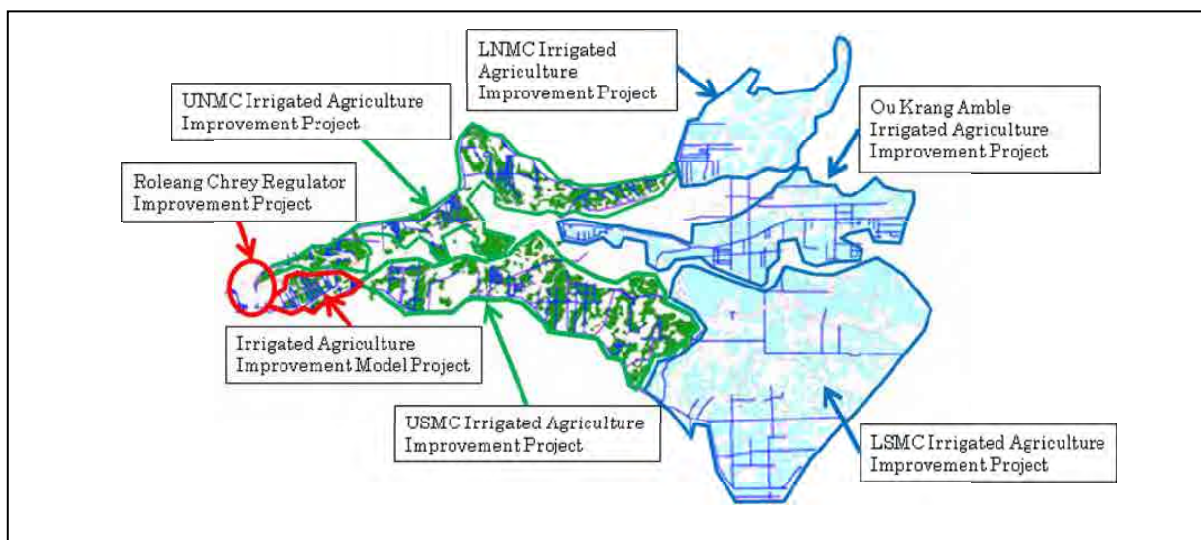 LNMC Irrigated
Agriculture
Improvement Project
UNMC Irrigated Agriculture
Improvement Project
Ou Krang Amble
Irrigated Agriculture
Improvement Project
Roleang Chrey Regulator
Improvement Project
Irrigated Agriculture
Improvement Model Project
USMC Irrigated Agriculture
Improvement Project
LSMC Irrigated Agriculture
Improvement Project